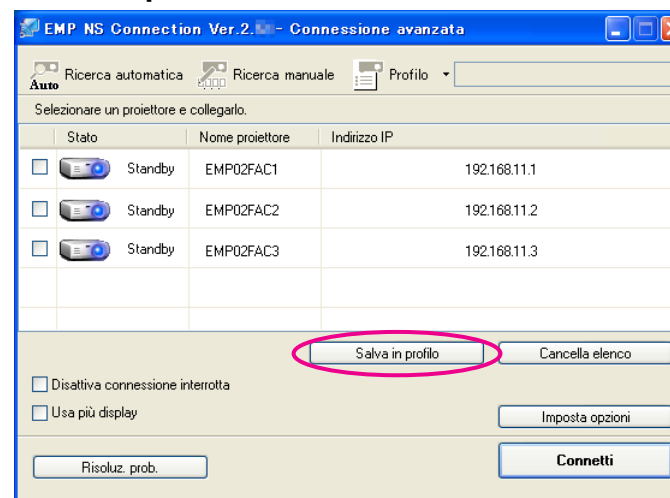 EMP NS Connection Ver.2. - Connessione avanzata
Auto Ricerca automatica Ricerca manuale Profilo
Selezionare un proiettore e collegarlo.
Stato Nome proiettore Indirizzo IP
Standby EMP02FAC1 192.168.11.1
Standby EMP02FAC2 192.168.11.2
Standby EMP02FAC3 192.168.11.3
Salva in profilo Cancella elenco
Disattiva connessione interrotta
Usa più display Imposta opzioni
Risoluz. prob. Connetti